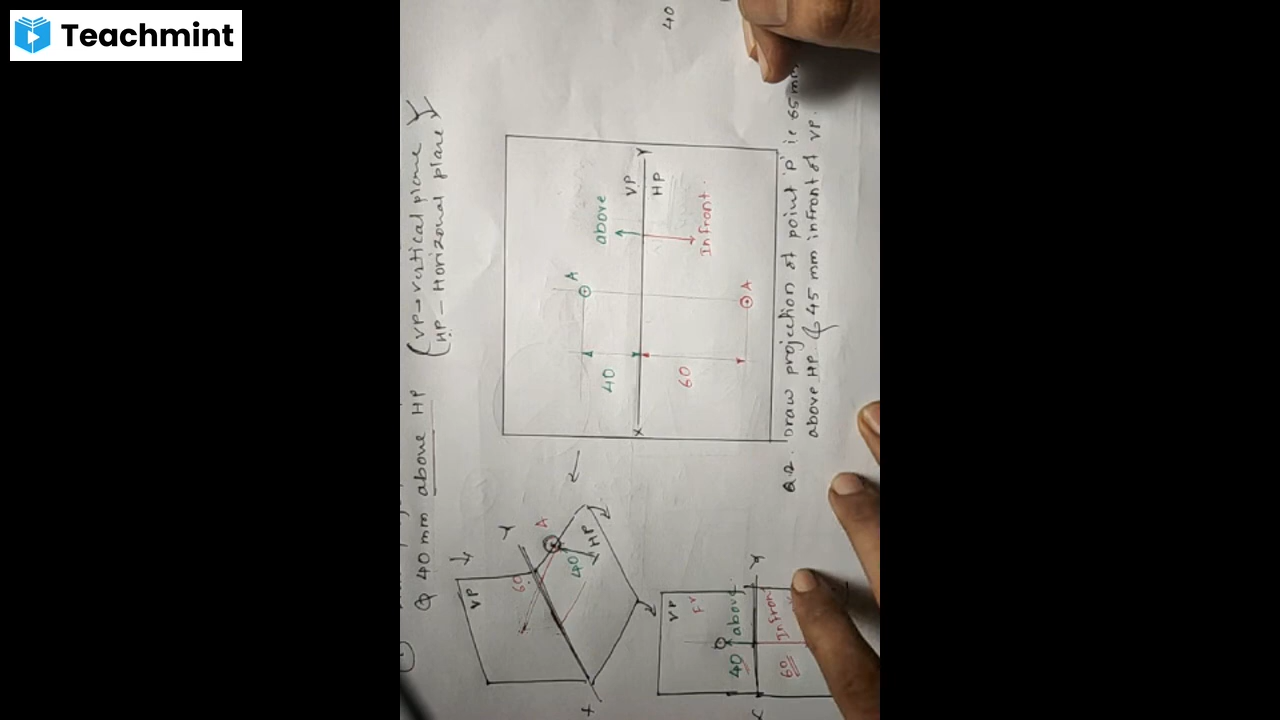 Teachmint
& 40 mm above HP
(VP → vertical plane
HP - Horizonal plane)
VP
Y
A
60
40
HP
X
VP
Y
40 above
60 Infront
X
above
VP
HP
Y
Infront
A
A
40
60
X
40
Q.2. Draw projection of point 'P' is 65 mm
above HP & 45 mm infront of VP.